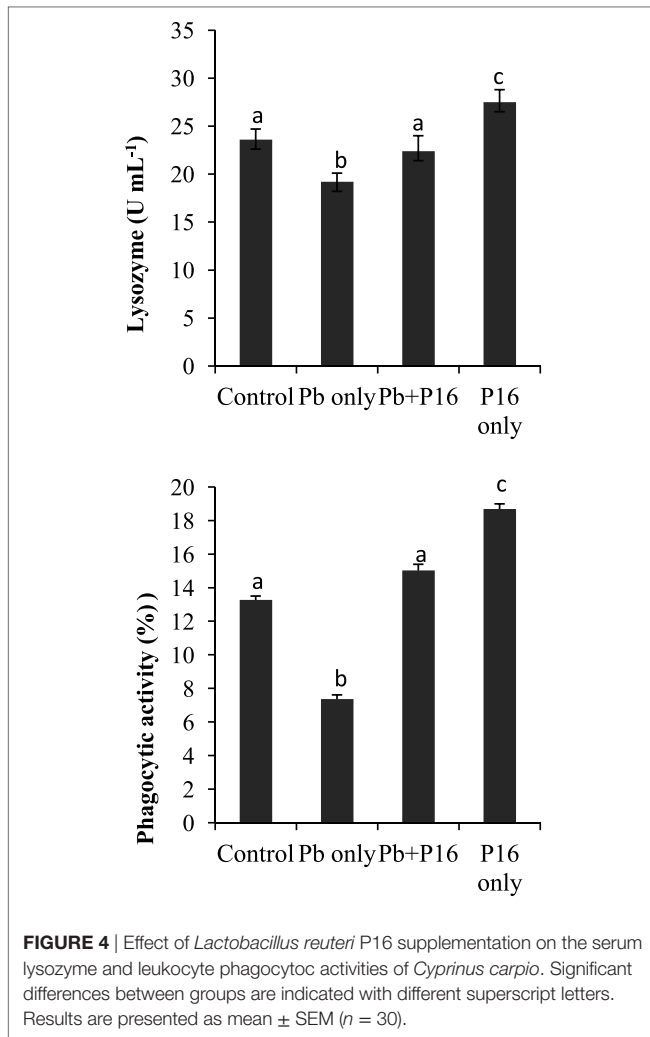 35
30
25
20
15
10
5
0
Lysozyme (U mL-1)
a
b
a
c
Control Pb only Pb+P16 P16
only
20
18
16
14
12
10
8
6
4
2
0
Phagocytic activity (%))
a
b
a
c
Control Pb only Pb+P16 P16
only
FIGURE 4 | Effect of Lactobacillus reuteri P16 supplementation on the serum
lysozyme and leukocyte phagocytoc activities of Cyprinus carpio. Significant
differences between groups are indicated with different superscript letters.
Results are presented as mean ± SEM (n = 30).